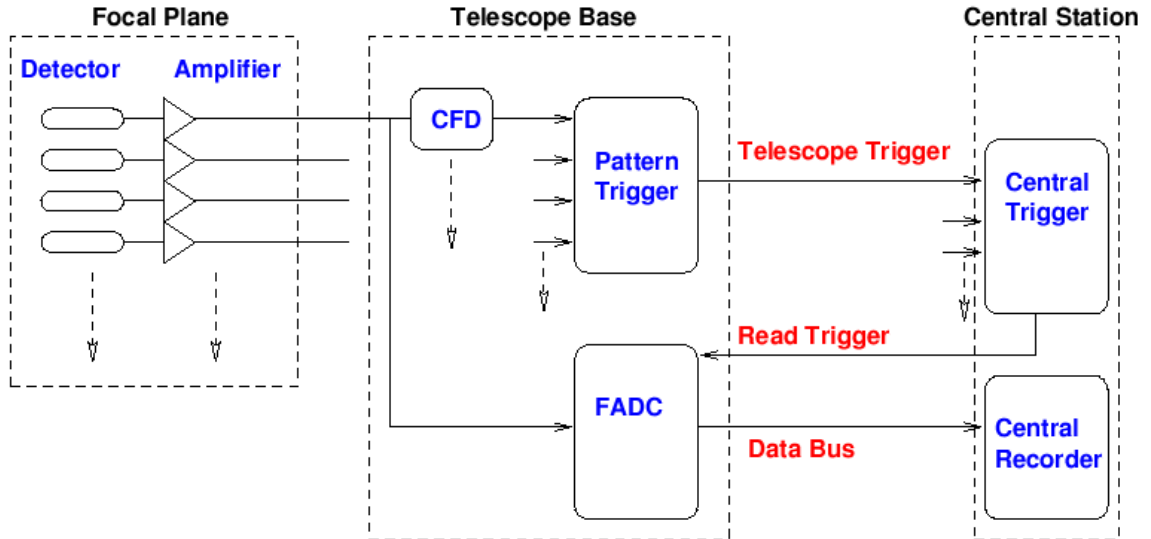 Focal Plane
Telescope Base
Central Station
Detector
Amplifier
CFD
Pattern
Trigger
Telescope Trigger
Central
Trigger
Read Trigger
FADC
Data Bus
Central
Recorder